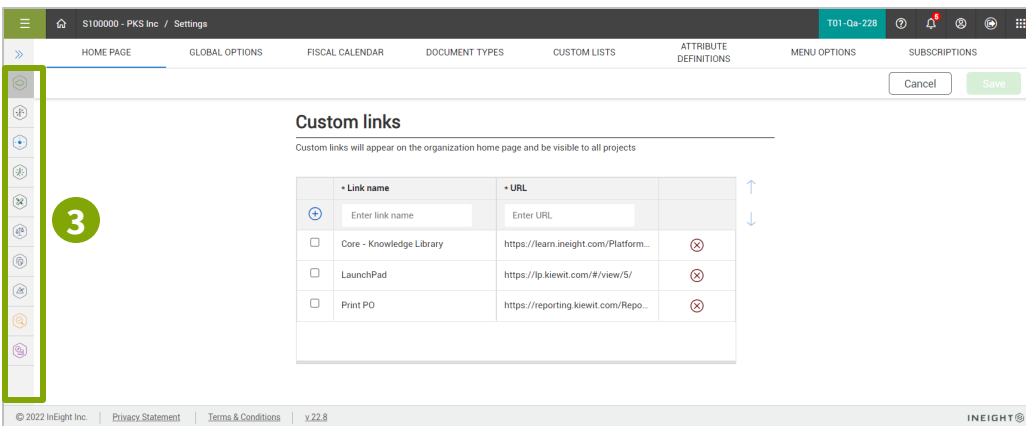 S100000 - PKS Inc / Settings
T01-Qa-228
5
HOME PAGE
GLOBAL OPTIONS
FISCAL CALENDAR
DOCUMENT TYPES
CUSTOM LISTS
ATTRIBUTE
DEFINITIONS
MENU OPTIONS
SUBSCRIPTIONS
Cancel
Save
Custom links
Custom links will appear on the organization home page and be visible to all projects
* Link name
* URL
Enter link name
Enter URL
Core - Knowledge Library
https://learn.ineight.com/Platform...
LaunchPad
https://lp.kiewit.com/#/view/5/
Print PO
https://reporting.kiewit.com/Repo...
3
© 2022 InEight Inc.
Privacy Statement
Terms & Conditions
v 22.8
INEIGHT